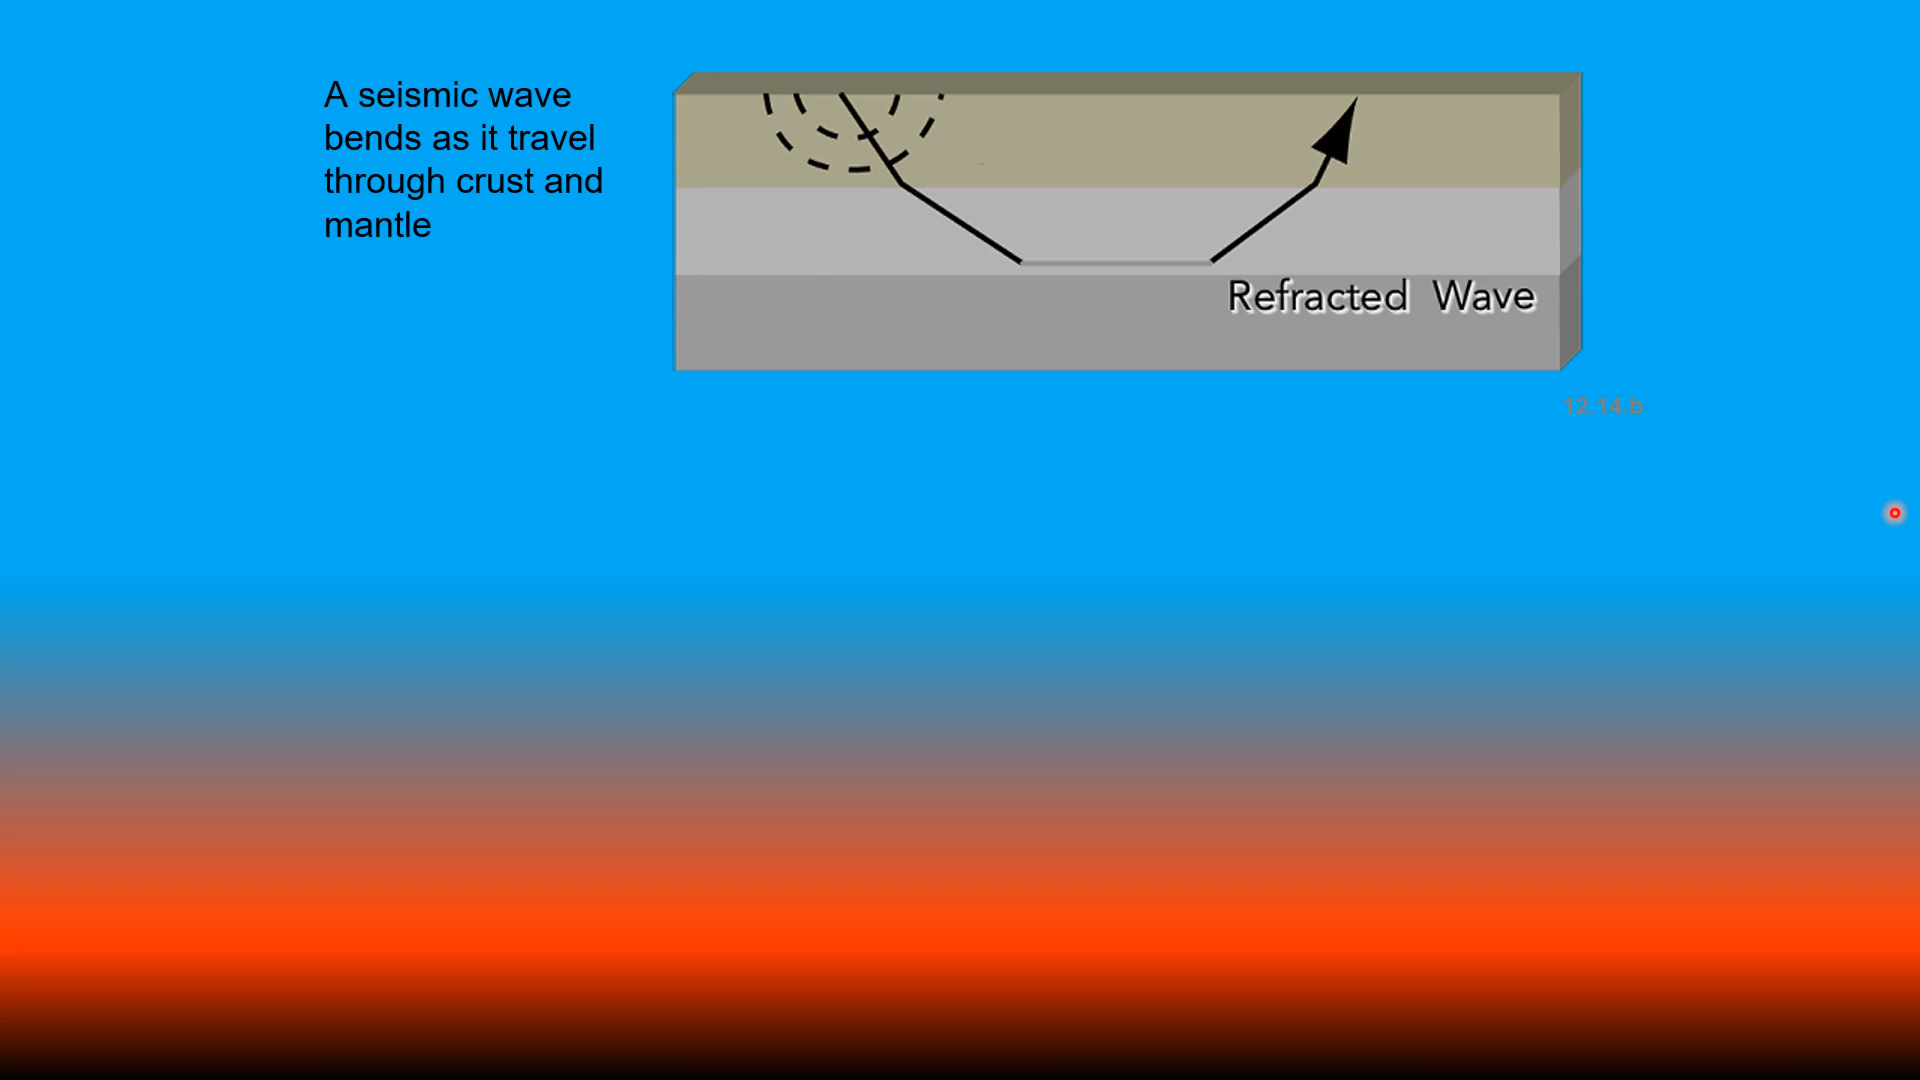 A seismic wave
bends as it travel
through crust and
mantle
Refracted Wave
12.14.b